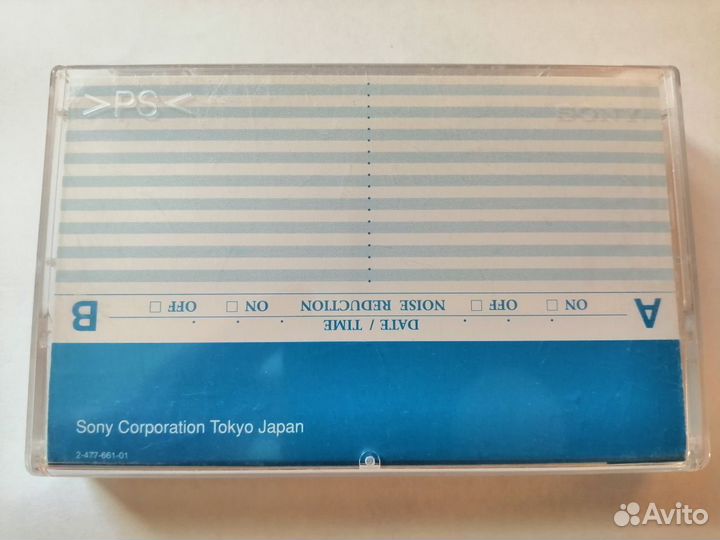 >PS<
SONY
A ON □ OFF □ NOISE REDUCTION ON □ OFF □ B
DATE / TIME
Sony Corporation Tokyo Japan
2-477-661-01
Avito